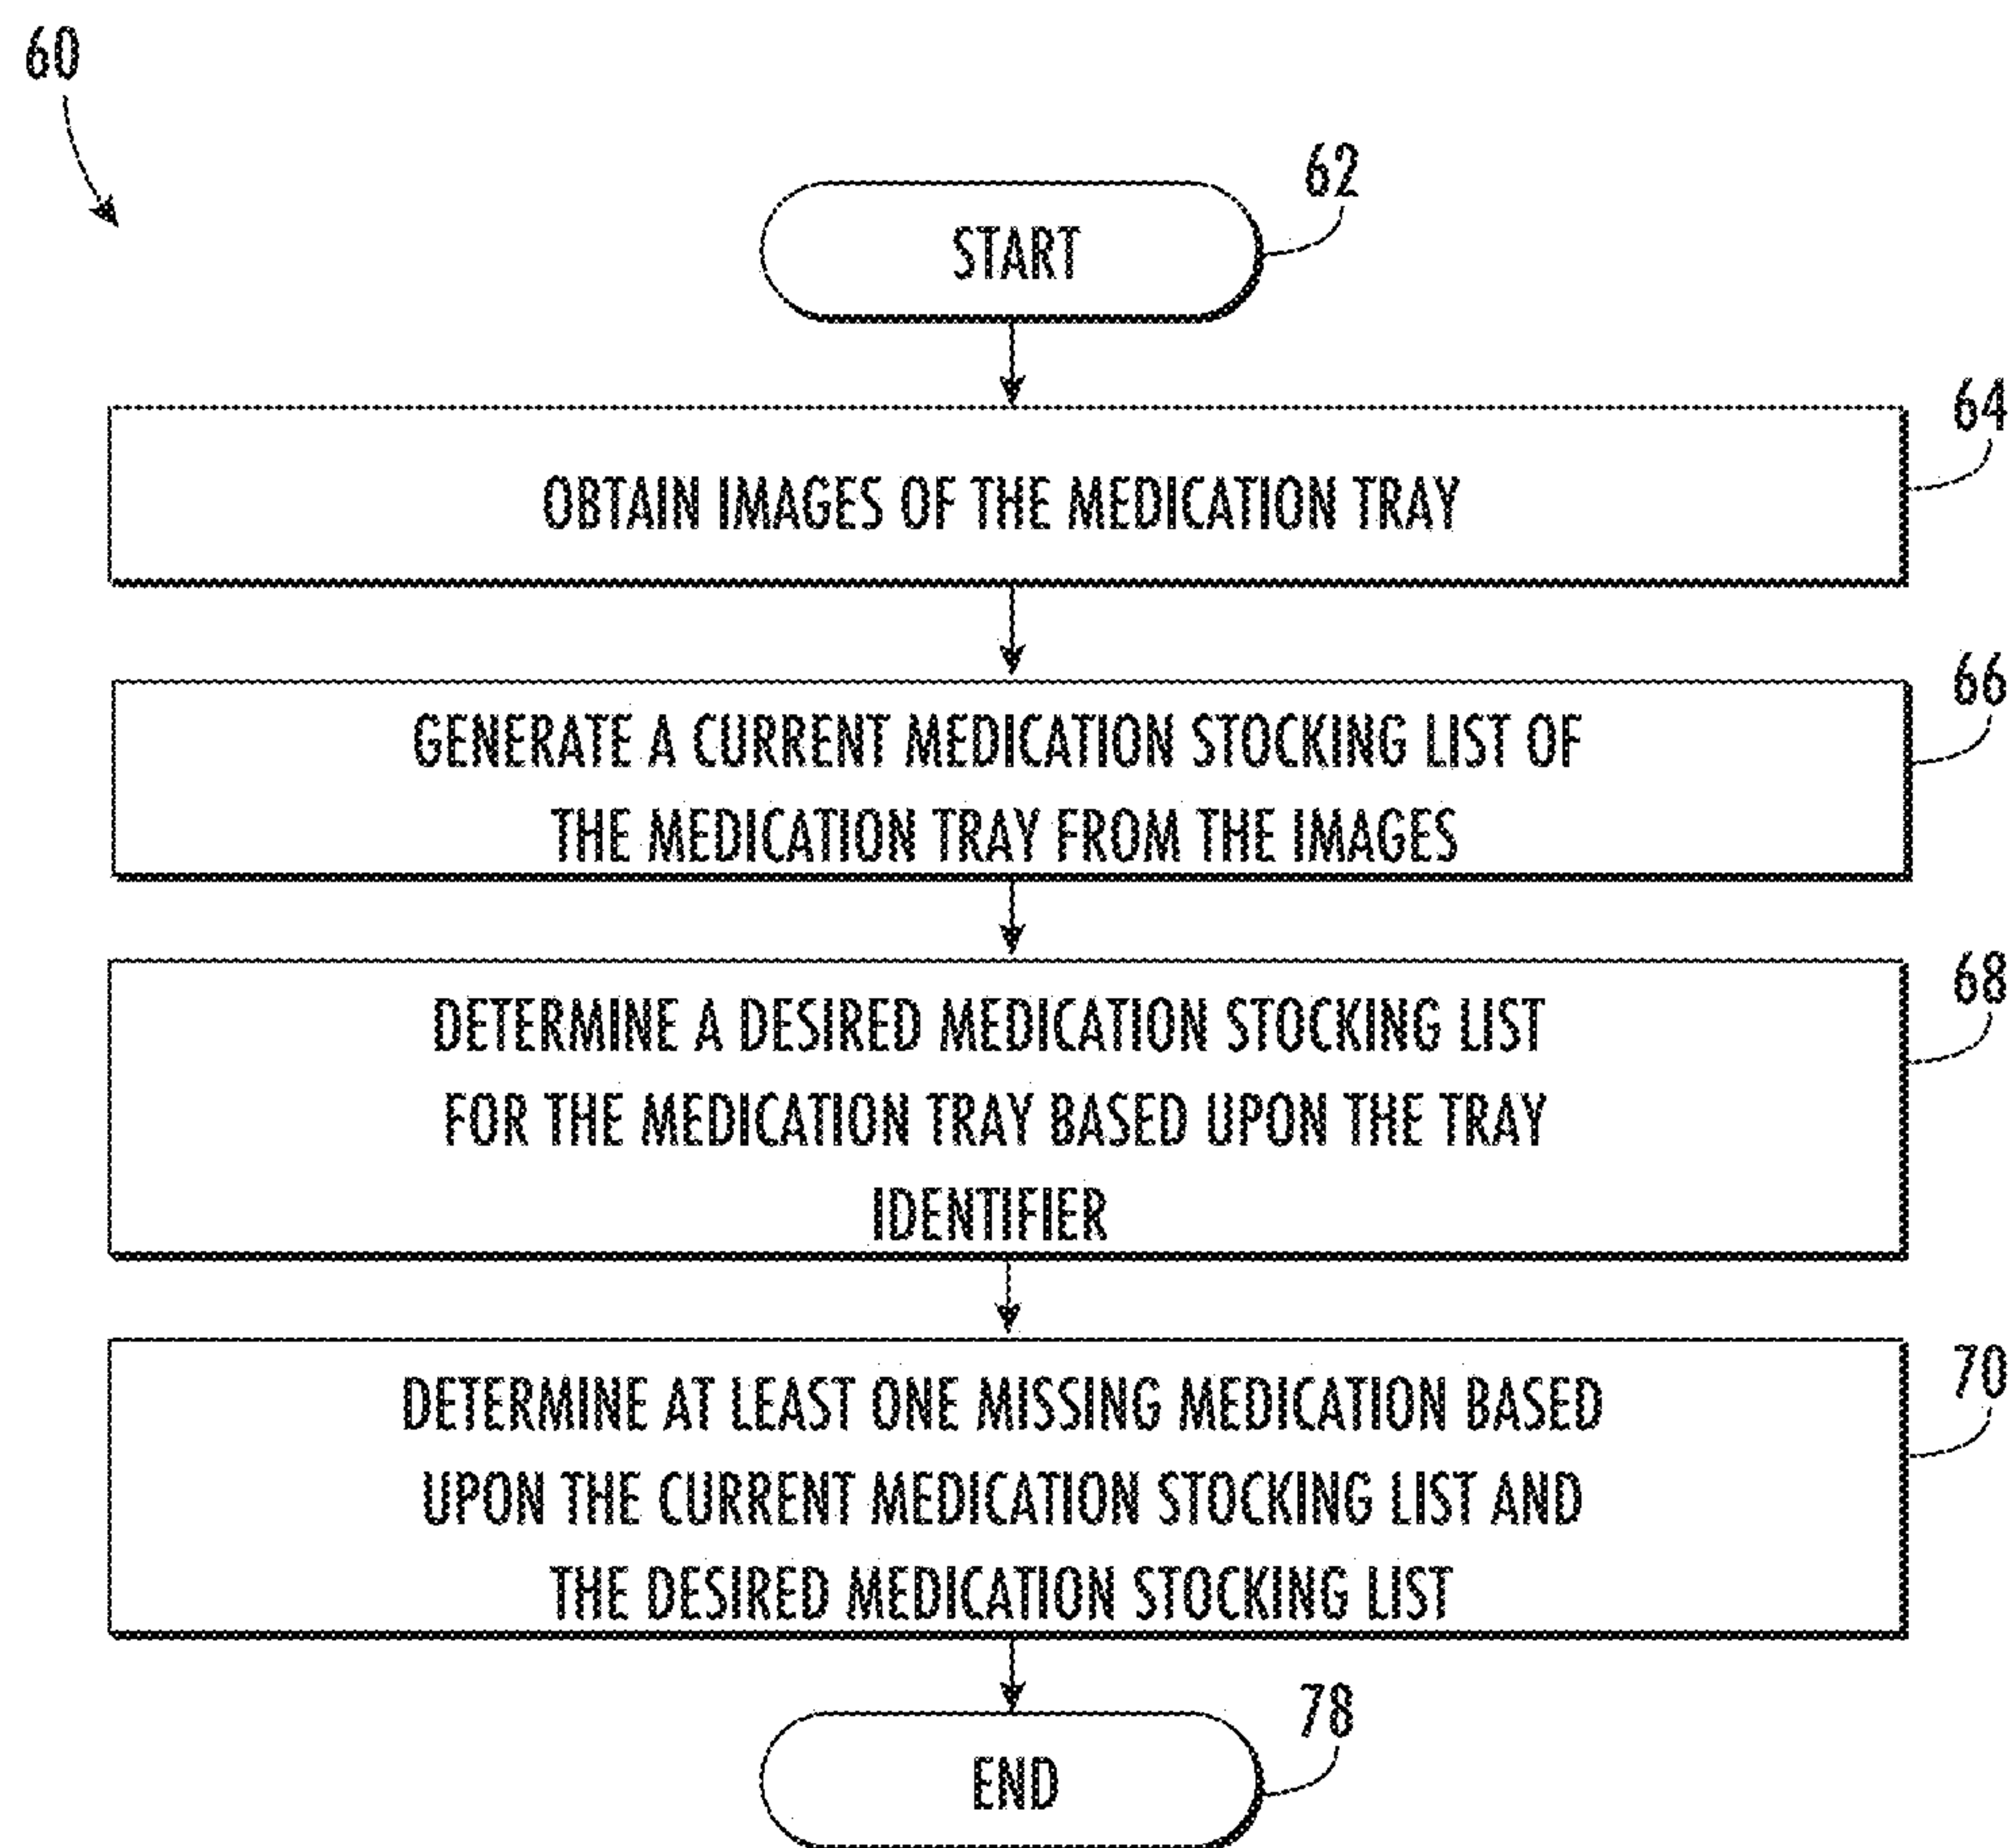 60
62
START
64
OBTAIN IMAGES OF THE MEDICATION TRAY
66
GENERATE A CURRENT MEDICATION STOCKING LIST OF
THE MEDICATION TRAY FROM THE IMAGES
68
DETERMINE A DESIRED MEDICATION STOCKING LIST
FOR THE MEDICATION TRAY BASED UPON THE TRAY
IDENTIFIER
70
DETERMINE AT LEAST ONE MISSING MEDICATION BASED
UPON THE CURRENT MEDICATION STOCKING LIST AND
THE DESIRED MEDICATION STOCKING LIST
78
END